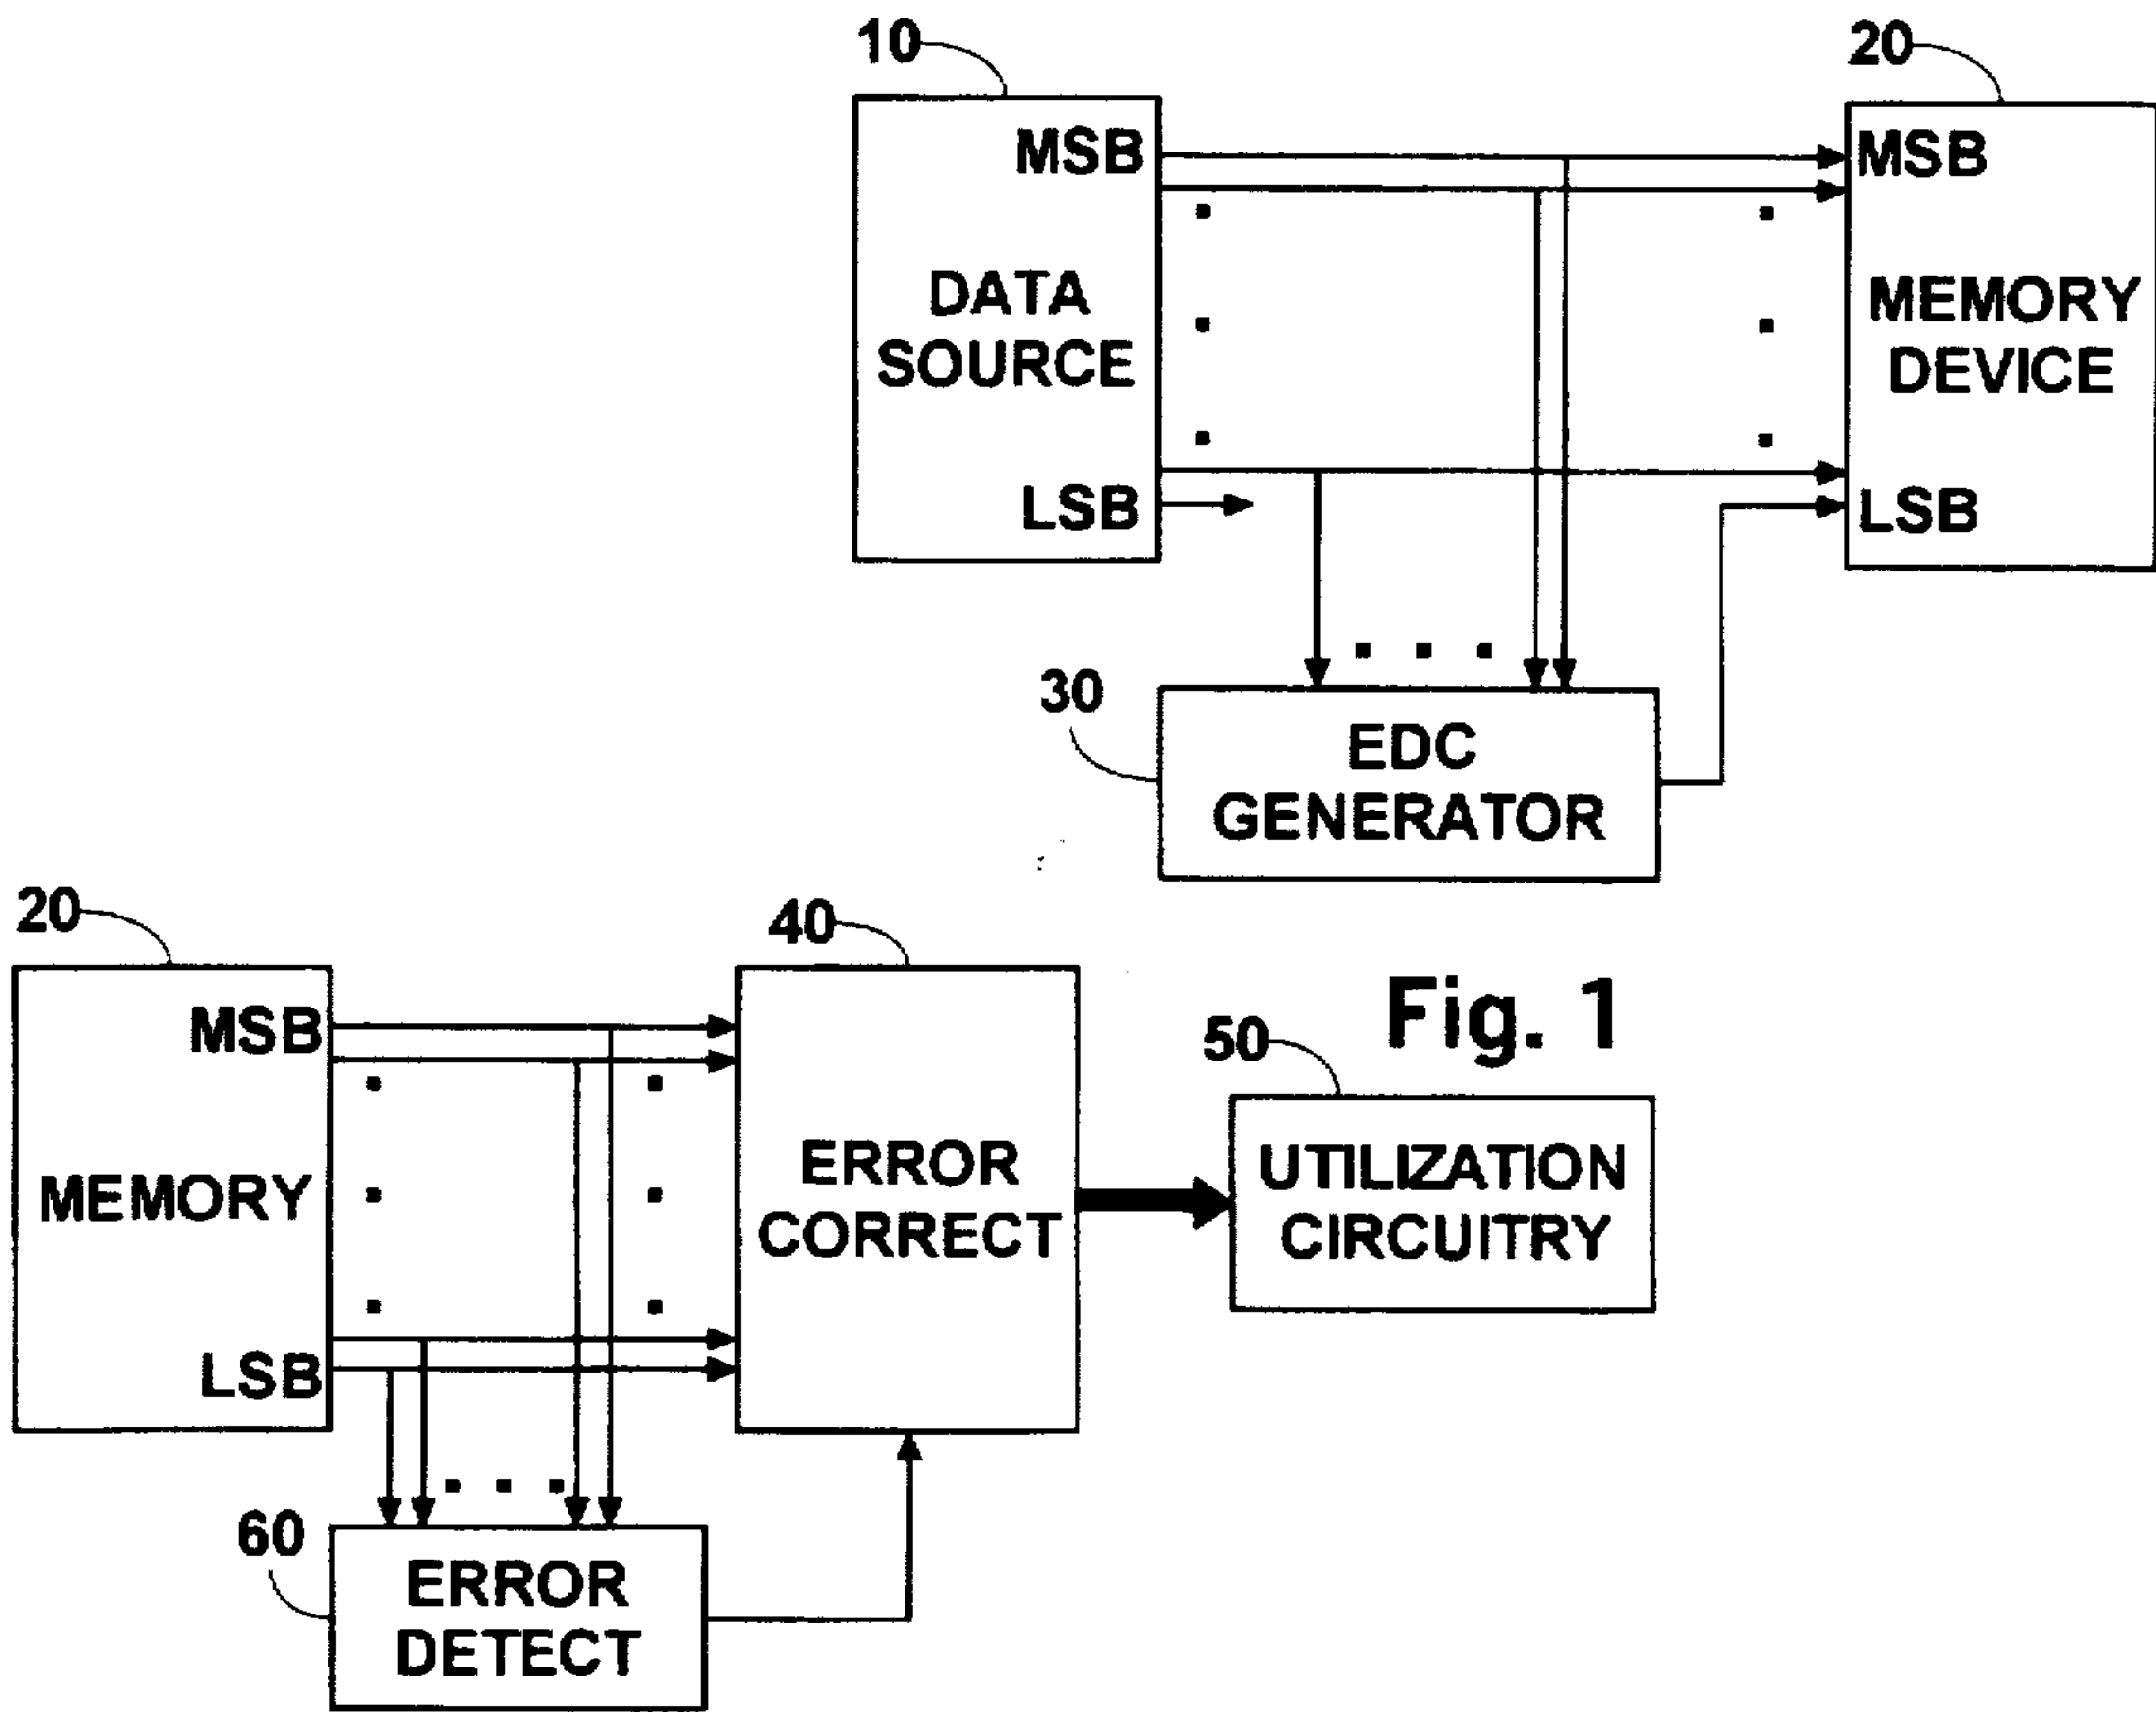 10
20
MSB
MSB
DATA
SOURCE
MEMORY
DEVICE
LSB
LSB
30
EDC
GENERATOR
20
40
Fig. 1
MSB
50
MEMORY
ERROR
CORRECT
UTILIZATION
CIRCUITRY
LSB
60
ERROR
DETECT